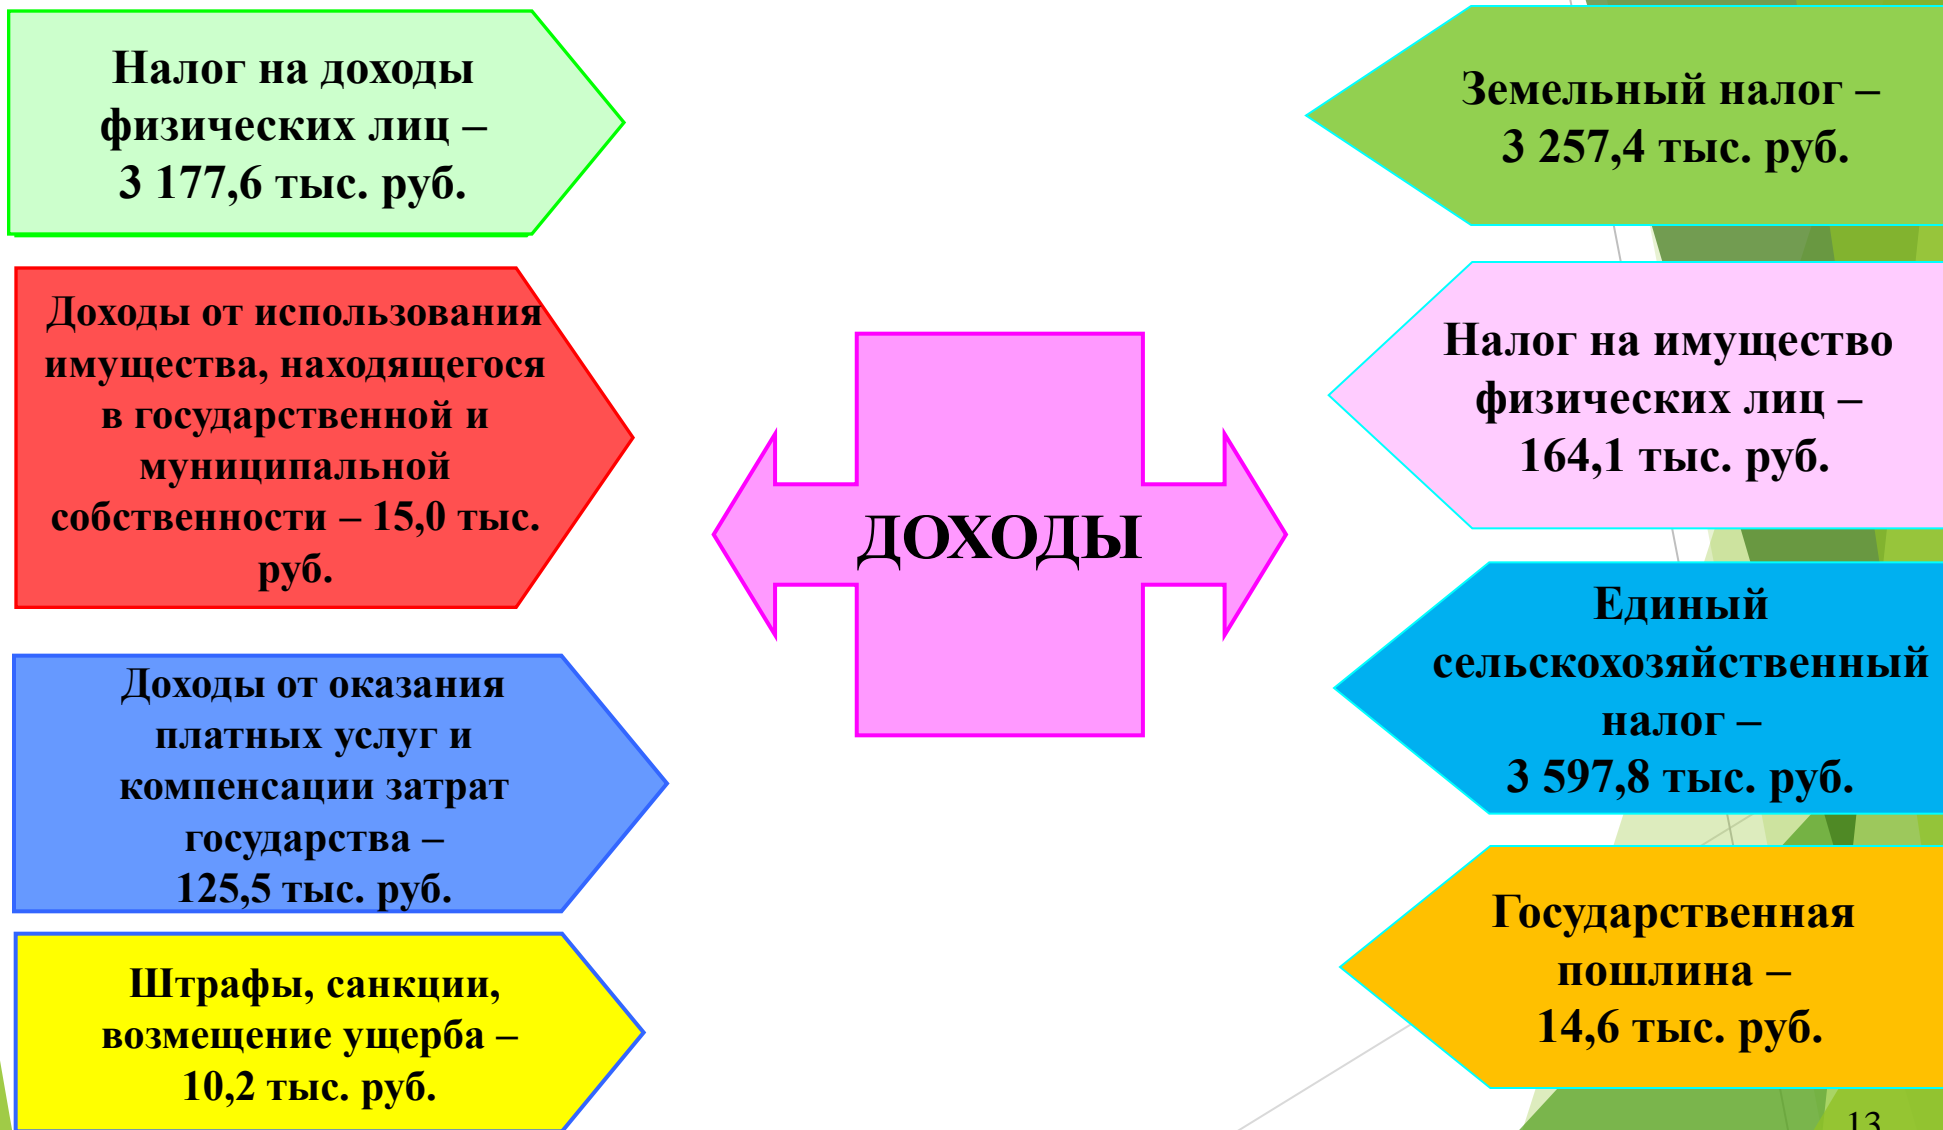 Налог на доходы
физических лиц –
3 177,6 тыс. руб.
Доходы от использования
имущества, находящегося
в государственной и
муниципальной
собственности – 15,0 тыс.
руб.
Доходы от оказания
платных услуг и
компенсации затрат
государства –
125,5 тыс. руб.
Штрафы, санкции,
возмещение ущерба –
10,2 тыс. руб.
ДОХОДЫ
Земельный налог –
3 257,4 тыс. руб.
Налог на имущество
физических лиц –
164,1 тыс. руб.
Единый
сельскохозяйственный
налог –
3 597,8 тыс. руб.
Государственная
пошлина –
14,6 тыс. руб.
13